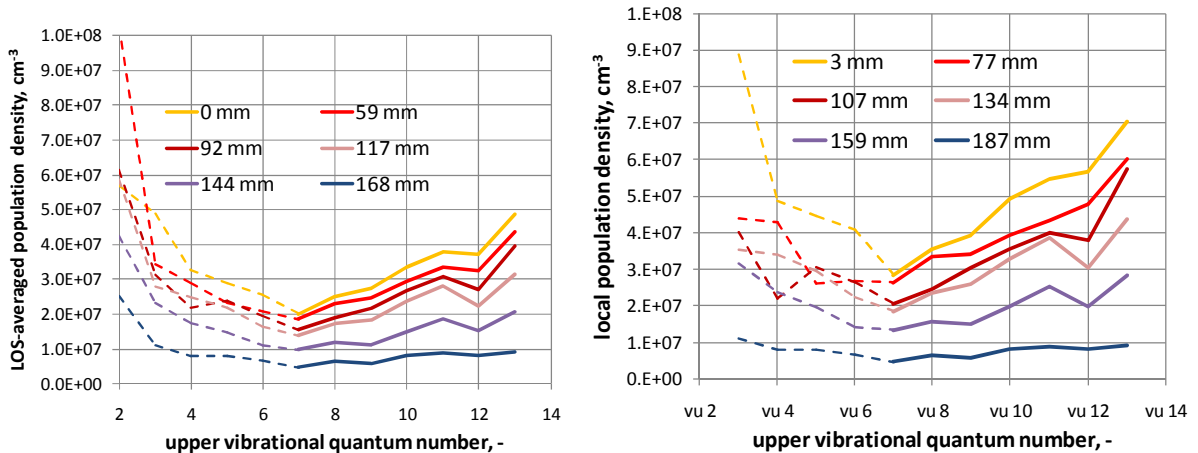 LOS-averaged population density, cm⁻³
1.0E+08
9.0E+07
8.0E+07
7.0E+07
6.0E+07
5.0E+07
4.0E+07
3.0E+07
2.0E+07
1.0E+07
0.0E+00
0 mm 59 mm
92 mm 117 mm
144 mm 168 mm
2 4 6 8 10 12 14
upper vibrational quantum number, -
local population density, cm⁻³
1.E+08
9.E+07
8.E+07
7.E+07
6.E+07
5.E+07
4.E+07
3.E+07
2.E+07
1.E+07
0.E+00
3 mm 77 mm
107 mm 134 mm
159 mm 187 mm
vu 2 vu 4 vu 6 vu 8 vu 10 vu 12 vu 14
upper vibrational quantum number, -